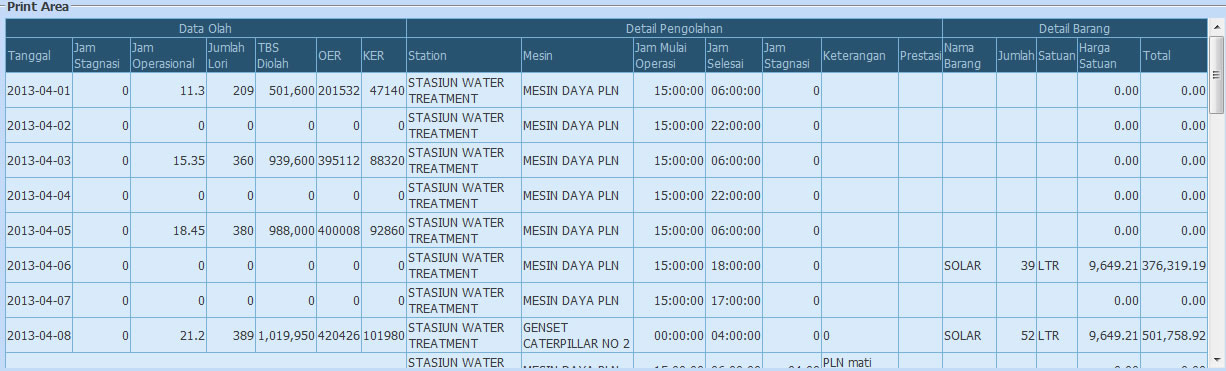 Print Area
Data Olah Detail Pengolahan Detail Barang
Tanggal Jam Stagnasi Jam Operasional Jumlah Lori TBS Diolah OER KER Station Mesin Jam Mulai Operasi Jam Selesai Jam Stagnasi Keterangan Prestasi Nama Barang Jumlah Satuan Harga Satuan Total
2013-04-01 0 11.3 209 501,600 201532 47140 STASIUN WATER TREATMENT MESIN DAYA PLN 15:00:00 06:00:00 0 0.00 0.00
2013-04-02 0 0 0 0 0 0 STASIUN WATER TREATMENT MESIN DAYA PLN 15:00:00 22:00:00 0 0.00 0.00
2013-04-03 0 15.35 360 939,600 395112 88320 STASIUN WATER TREATMENT MESIN DAYA PLN 15:00:00 06:00:00 0 0.00 0.00
2013-04-04 0 0 0 0 0 0 STASIUN WATER TREATMENT MESIN DAYA PLN 15:00:00 22:00:00 0 0.00 0.00
2013-04-05 0 18.45 380 988,000 400008 92860 STASIUN WATER TREATMENT MESIN DAYA PLN 15:00:00 06:00:00 0 0.00 0.00
2013-04-06 0 0 0 0 0 0 STASIUN WATER TREATMENT MESIN DAYA PLN 15:00:00 18:00:00 0 SOLAR 39 LTR 9,649.21 376,319.19
2013-04-07 0 0 0 0 0 0 STASIUN WATER TREATMENT MESIN DAYA PLN 15:00:00 17:00:00 0 0.00 0.00
2013-04-08 0 21.2 389 1,019,950 420426 101980 STASIUN WATER TREATMENT GENSET CATERPILLAR NO 2 00:00:00 04:00:00 0 0 SOLAR 52 LTR 9,649.21 501,758.92
STASIUN WATER PLN mati